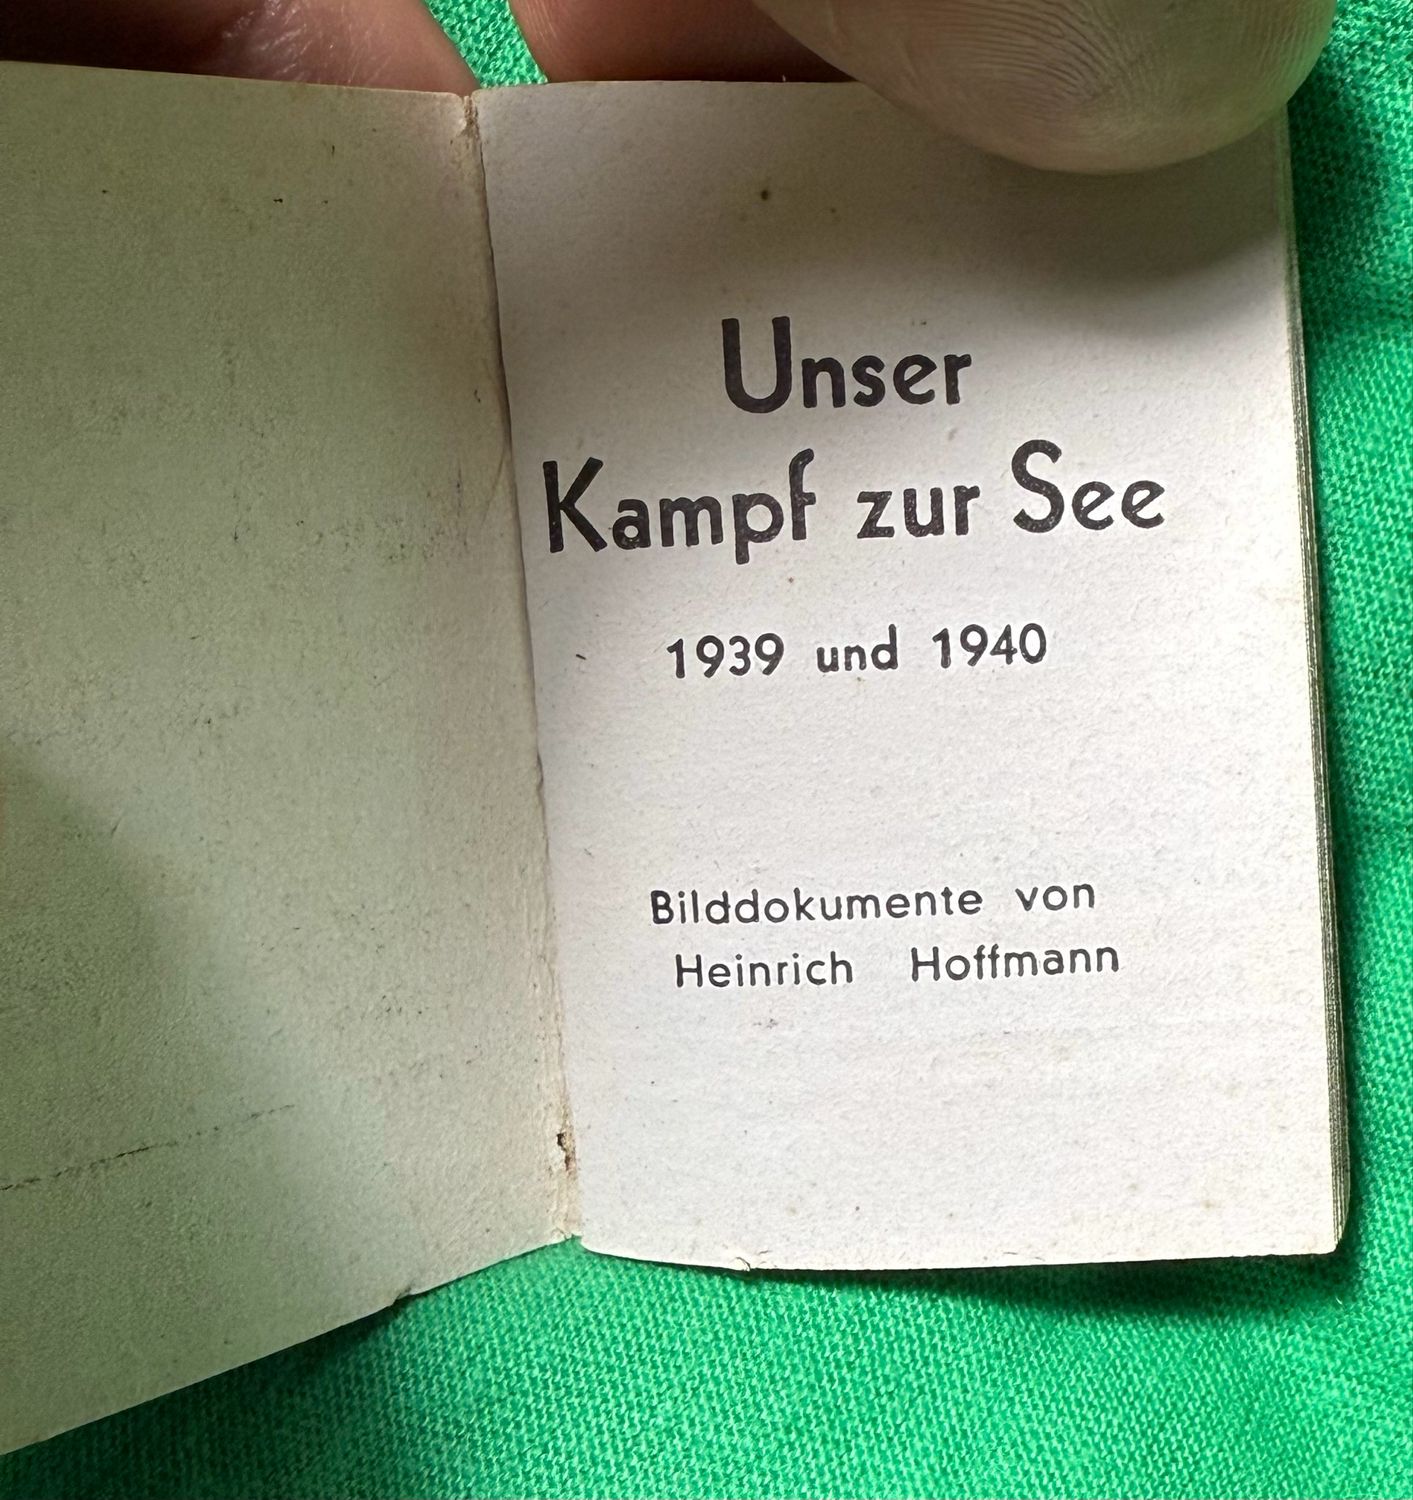 Unser
Kampf zur See
1939 und 1940
Bilddokumente von
Heinrich Hoffmann